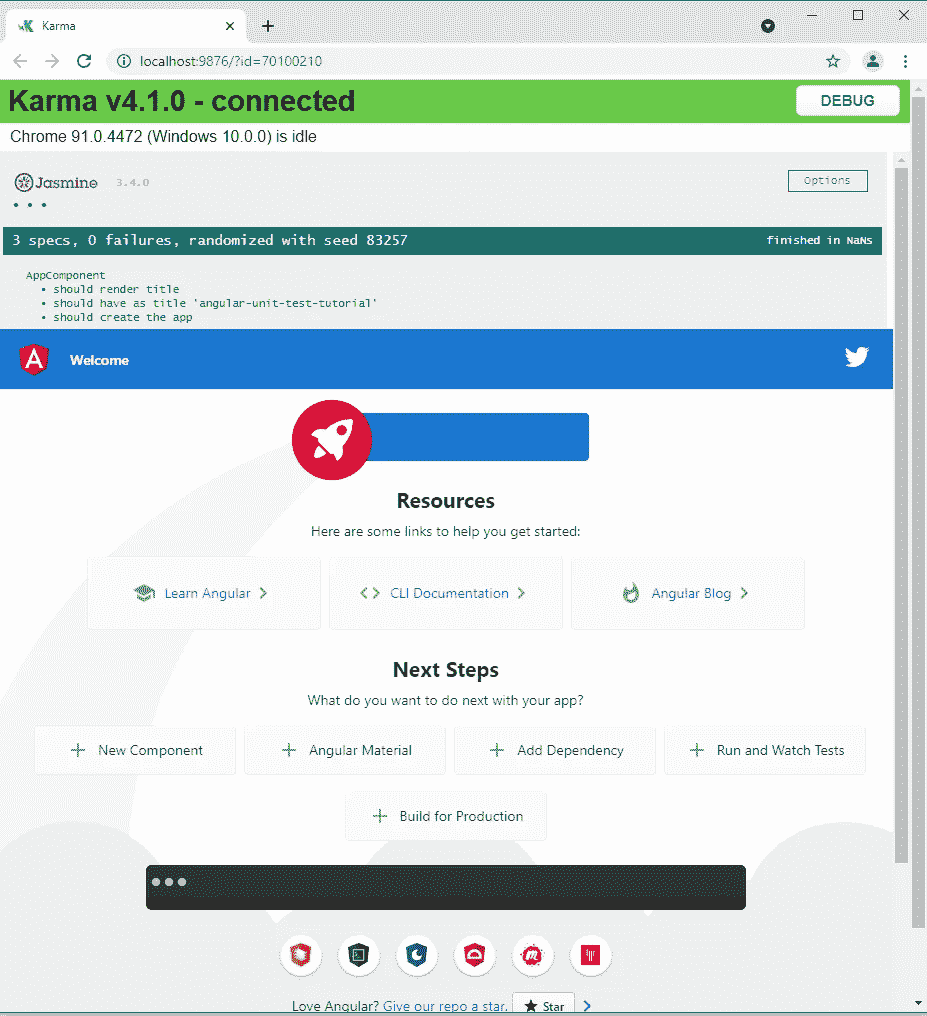 Karma
localhost:9876/?id=70100210
Karma v4.1.0 - connected
DEBUG
Chrome 91.0.4472 (Windows 10.0.0) is idle
Jasmine 3.4.0
Options
3 specs, 0 failures, randomized with seed 83257
finished in NaNs
AppComponent
• should render title
• should have as title 'angular-unit-test-tutorial'
• should create the app
A
Welcome
Resources
Here are some links to help you get started:
Learn Angular
CLI Documentation
Angular Blog
Next Steps
What do you want to do next with your app?
New Component
Angular Material
Add Dependency
Run and Watch Tests
Build for Production
Love Angular? Give our repo a star.
Star